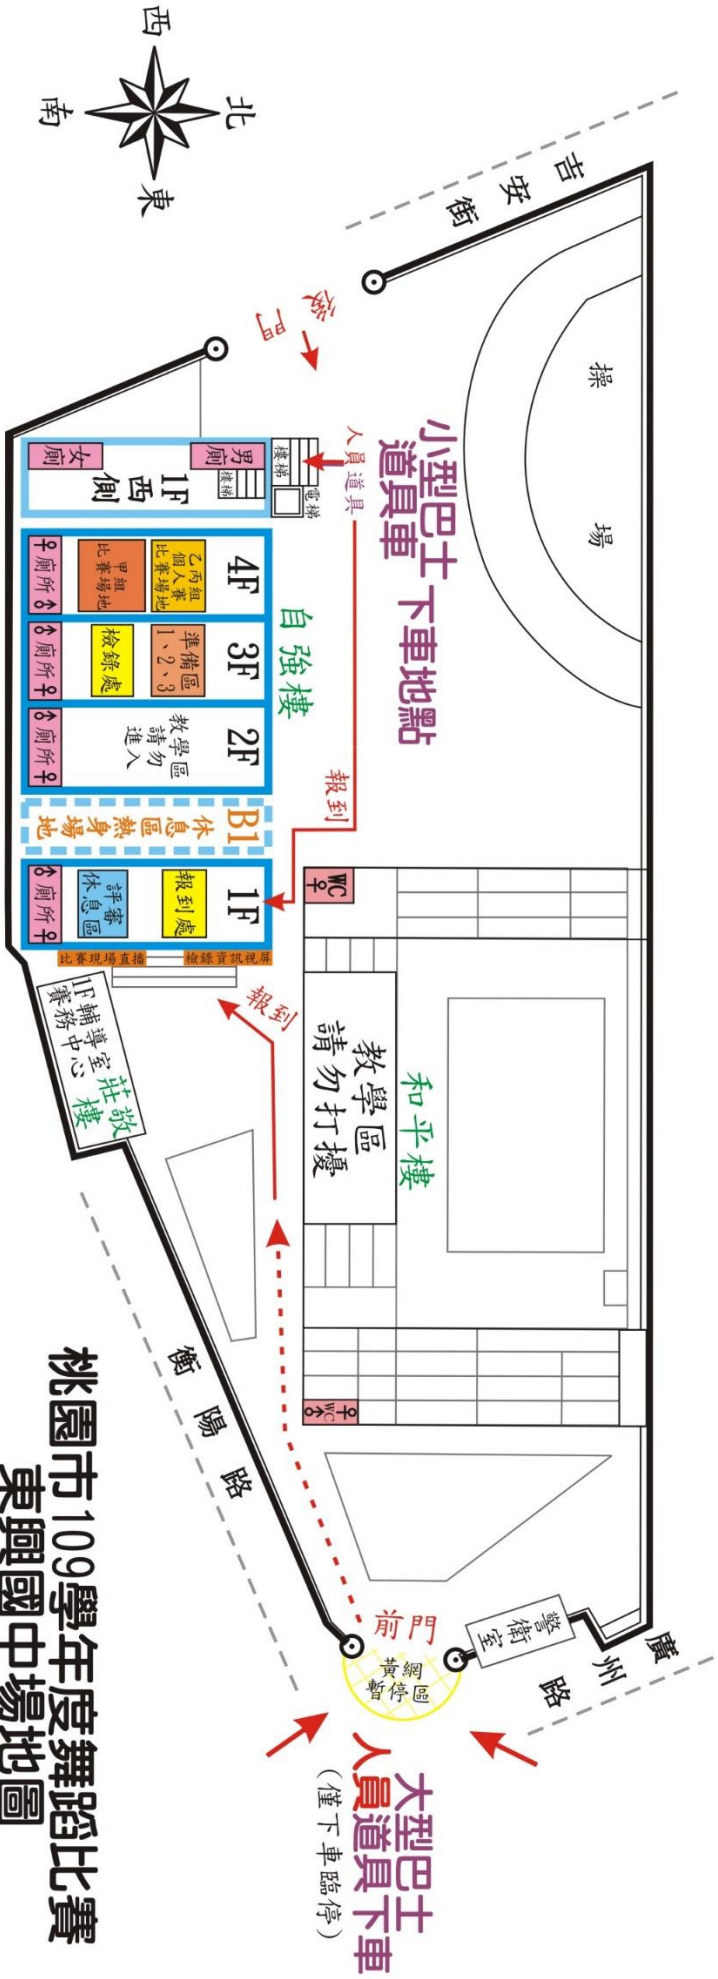 西
北
南
東
吉安街
後門
操場
小型巴士
道具車
下車地點
人員道具
樓梯
電梯
男廁
女廁
樓梯
1F
西側
自強樓
4F
乙丙組
個人賽
比賽場地
甲組
比賽場地
廁所
3F
準備區
1、2、3
檢錄處
廁所
2F
教學區
請勿
進入
廁所
B1
休息區熱身場地
報到
1F
報到處
評審
休息區
廁所
檢錄資訊視屏
比賽現場直播
WC
報到
1F輔導室
賽務中心
莊敬樓
和平樓
教學區
請勿打擾
WC
衡陽路
前門
黃網
暫停區
警衛室
廣州路
大型巴士
人員道具下車
(僅下車臨停)
桃園市109學年度舞蹈比賽
東興國中場地圖